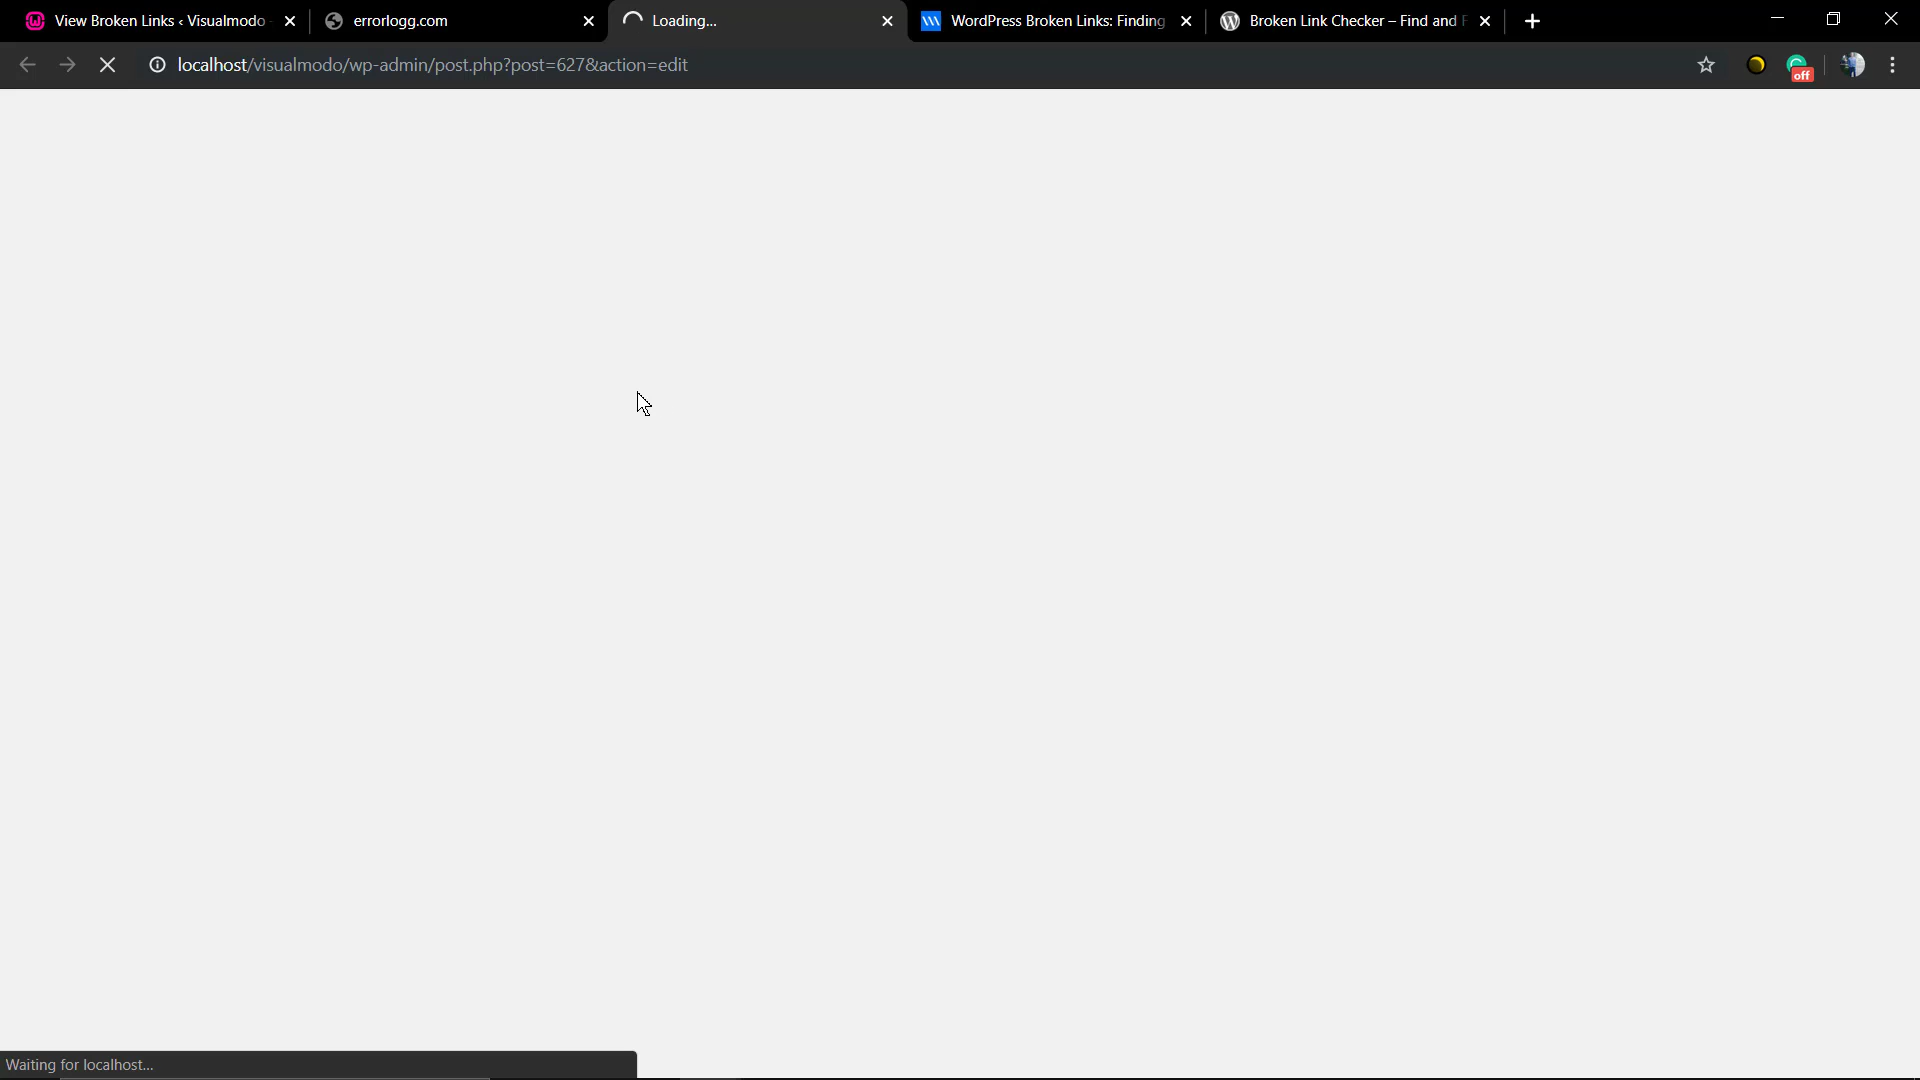 View Broken Links ‹ Visualmodo
errorlogg.com
Loading...
WordPress Broken Links: Finding
Broken Link Checker – Find and F
localhost/visualmodo/wp-admin/post.php?post=627&action=edit
off
Waiting for localhost...